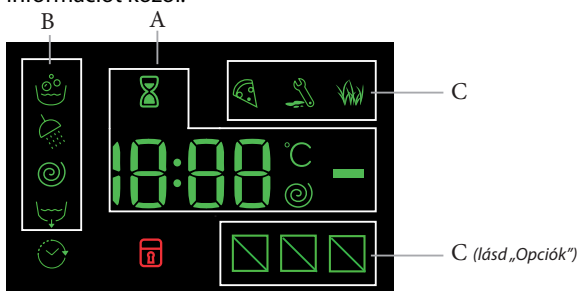 információt közöl.
B
A
C
18:88 °C
C (lásd „Opciók”)